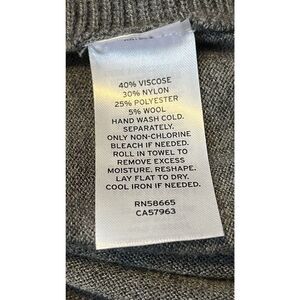 40% VISCOSE
30% NYLON
25% POLYESTER
5% WOOL
HAND WASH COLD.
SEPARATELY.
ONLY NON-CHLORINE
BLEACH IF NEEDED.
ROLL IN TOWEL TO
REMOVE EXCESS
MOISTURE, RESHAPE.
LAY FLAT TO DRY.
COOL IRON IF NEEDED.
RN58665
CA57963